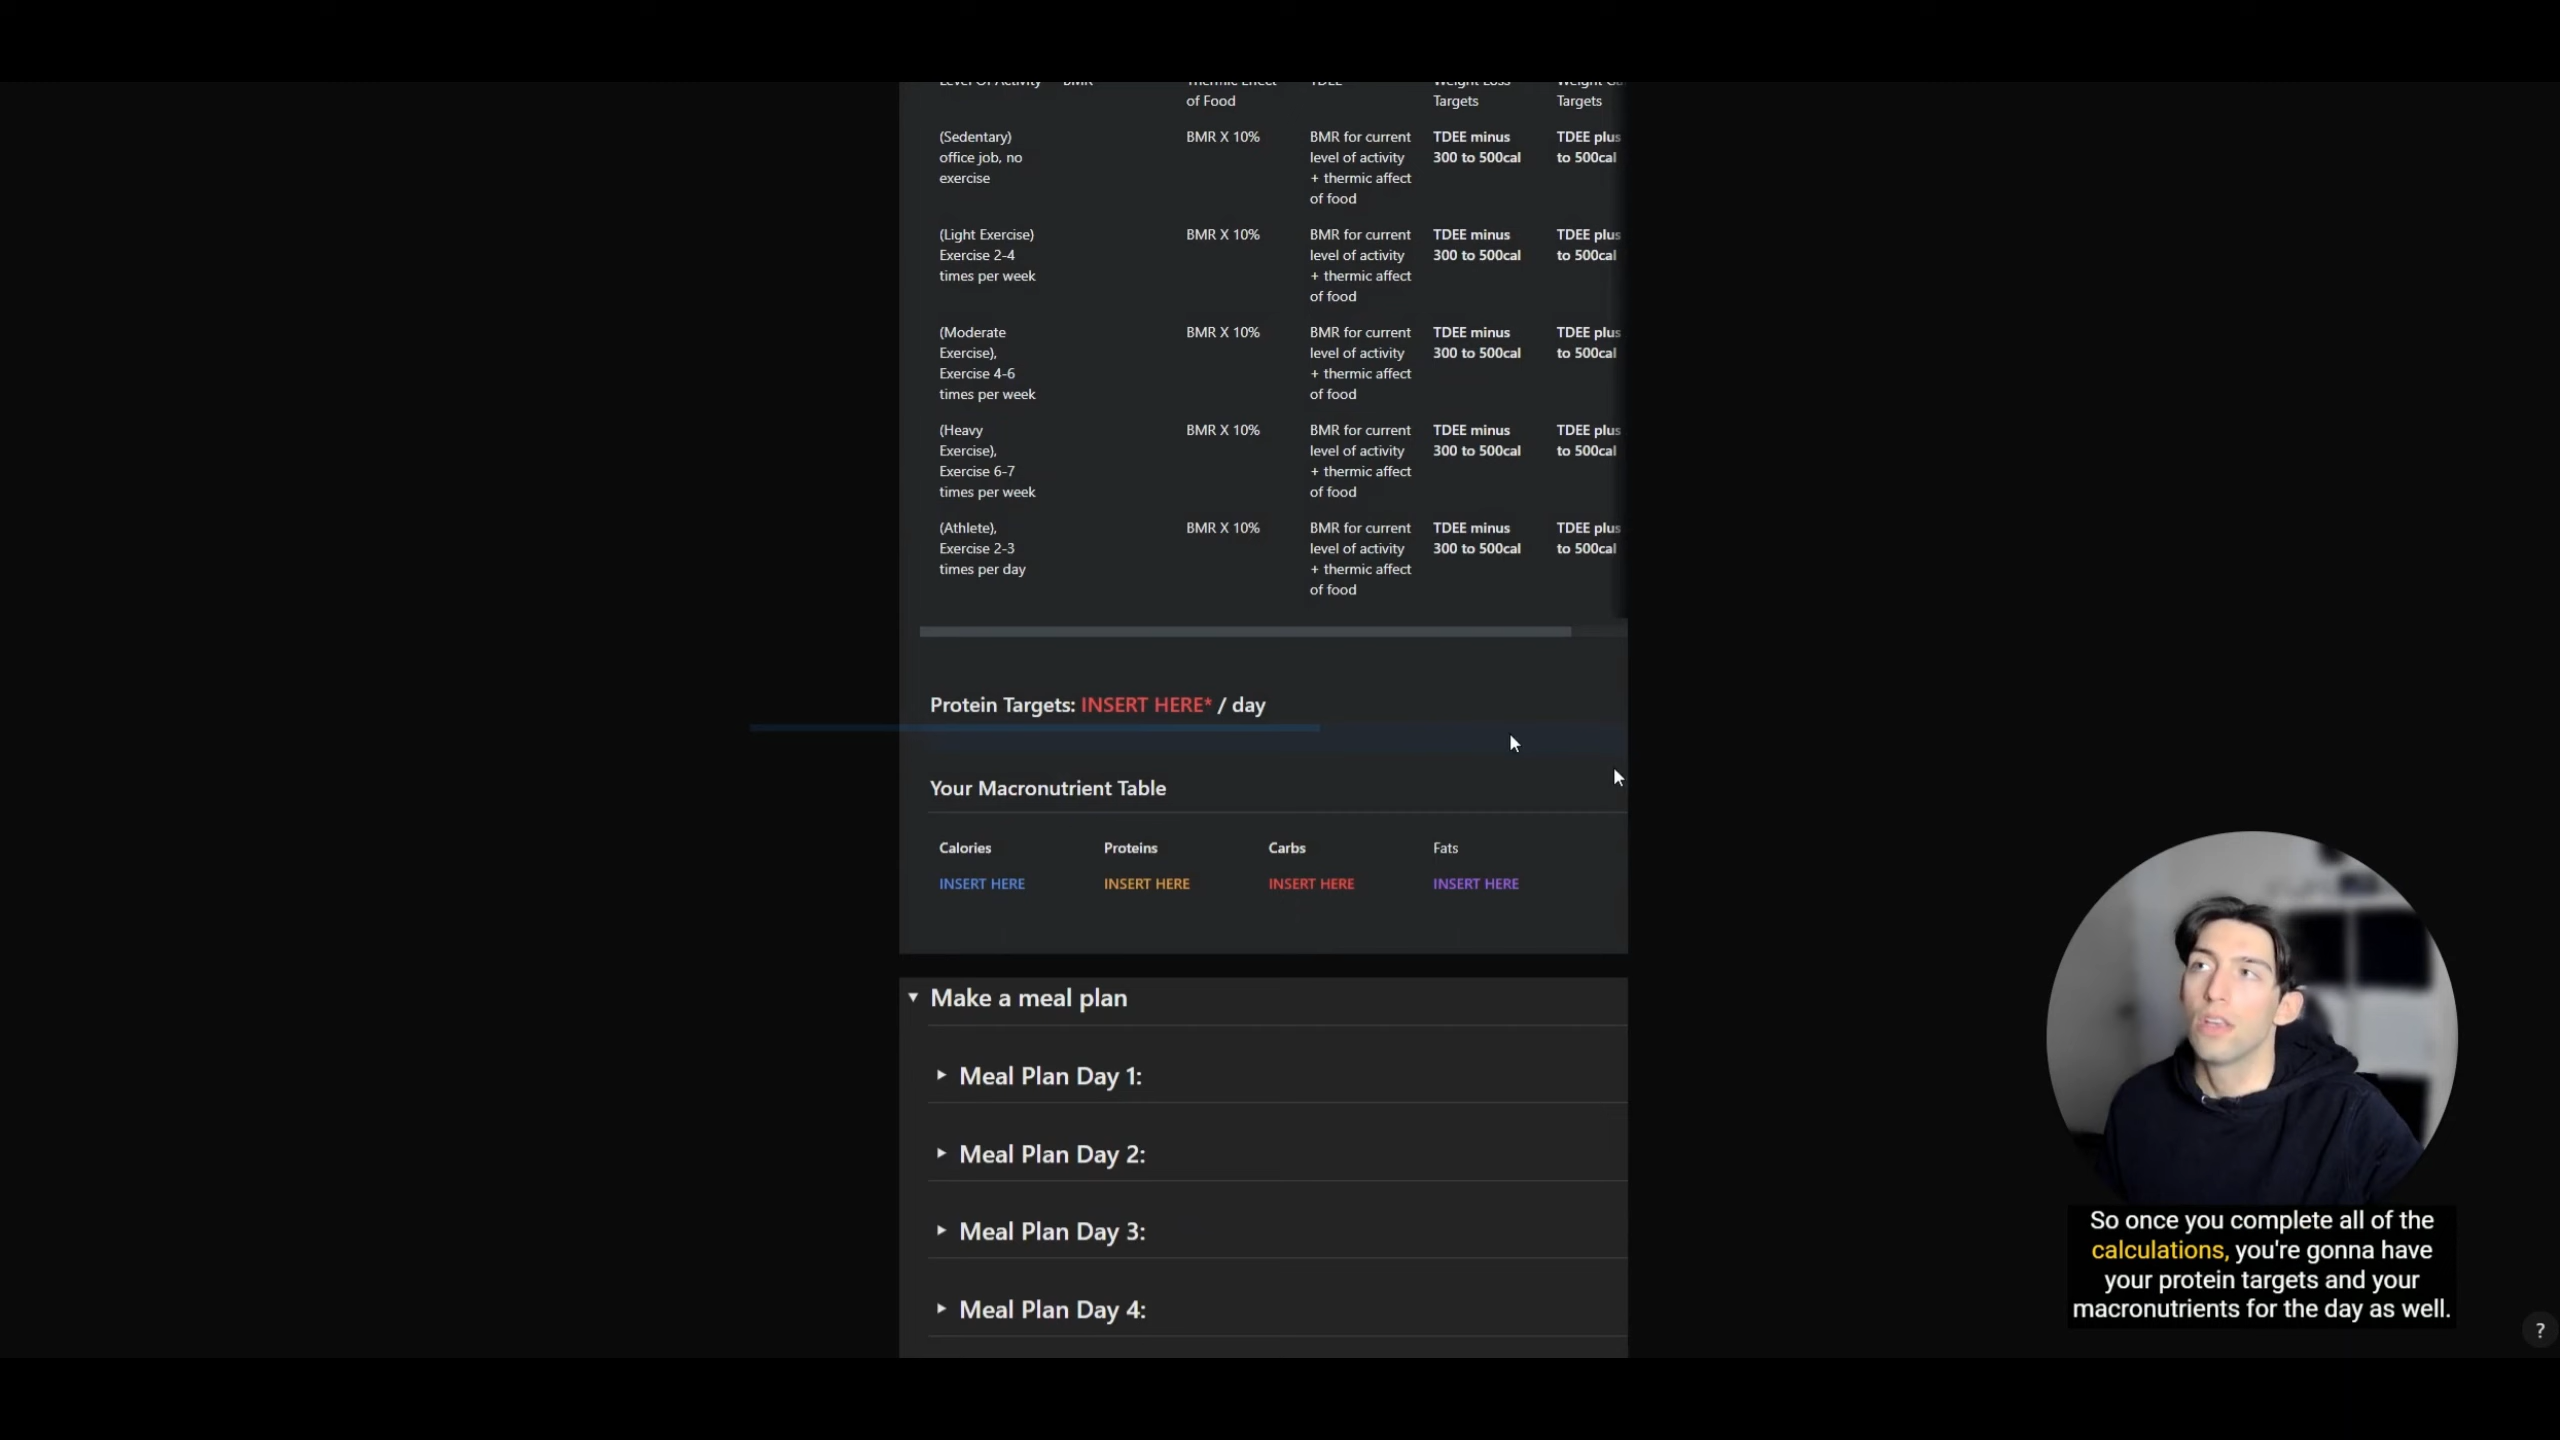 of Food
Targets
Targets
(Sedentary)
office job, no
exercise
BMR X 10%
BMR for current
level of activity
+ thermic affect
of food
TDEE minus
300 to 500cal
TDEE plus
to 500cal
(Light Exercise)
Exercise 2-4
times per week
BMR X 10%
BMR for current
level of activity
+ thermic affect
of food
TDEE minus
300 to 500cal
TDEE plus
to 500cal
(Moderate
Exercise),
Exercise 4-6
times per week
BMR X 10%
BMR for current
level of activity
+ thermic affect
of food
TDEE minus
300 to 500cal
TDEE plus
to 500cal
(Heavy
Exercise),
Exercise 6-7
times per week
BMR X 10%
BMR for current
level of activity
+ thermic affect
of food
TDEE minus
300 to 500cal
TDEE plus
to 500cal
(Athlete),
Exercise 2-3
times per day
BMR X 10%
BMR for current
level of activity
+ thermic affect
of food
TDEE minus
300 to 500cal
TDEE plus
to 500cal
Protein Targets: INSERT HERE* / day
Your Macronutrient Table
Calories Proteins Carbs Fats
INSERT HERE INSERT HERE INSERT HERE INSERT HERE
Make a meal plan
Meal Plan Day 1:
Meal Plan Day 2:
Meal Plan Day 3:
Meal Plan Day 4:
So once you complete all of the
calculations, you're gonna have
your protein targets and your
macronutrients for the day as well.
?